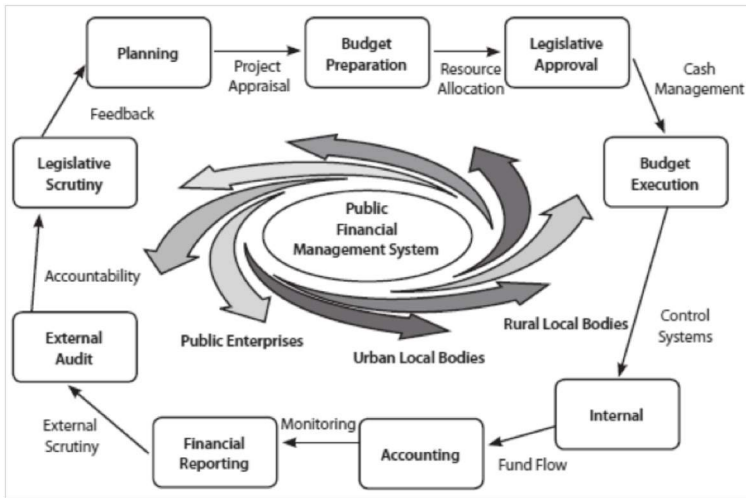 Planning
Project
Appraisal
Budget
Preparation
Resource
Allocation
Legislative
Approval
Cash
Management
Budget
Execution
Control
Systems
Internal
Fund Flow
Accounting
Monitoring
Financial
Reporting
External
Scrutiny
External
Audit
Accountability
Legislative
Scrutiny
Feedback
Public
Financial
Management System
Public Enterprises
Urban Local Bodies
Rural Local Bodies